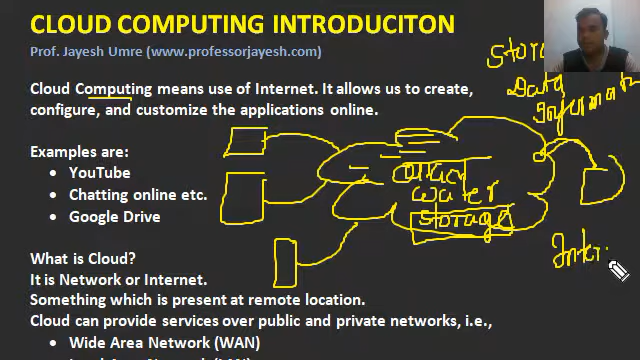 CLOUD COMPUTING INTRODUCITON
Prof. Jayesh Umre (www.professorjayesh.com)
Cloud Computing means use of Internet. It allows us to create,
configure, and customize the applications online.
Examples are:
• YouTube
• Chatting online etc.
• Google Drive
What is Cloud?
It is Network or Internet.
Something which is present at remote location.
Cloud can provide services over public and private networks, i.e.,
• Wide Area Network (WAN)
Data
water
storage